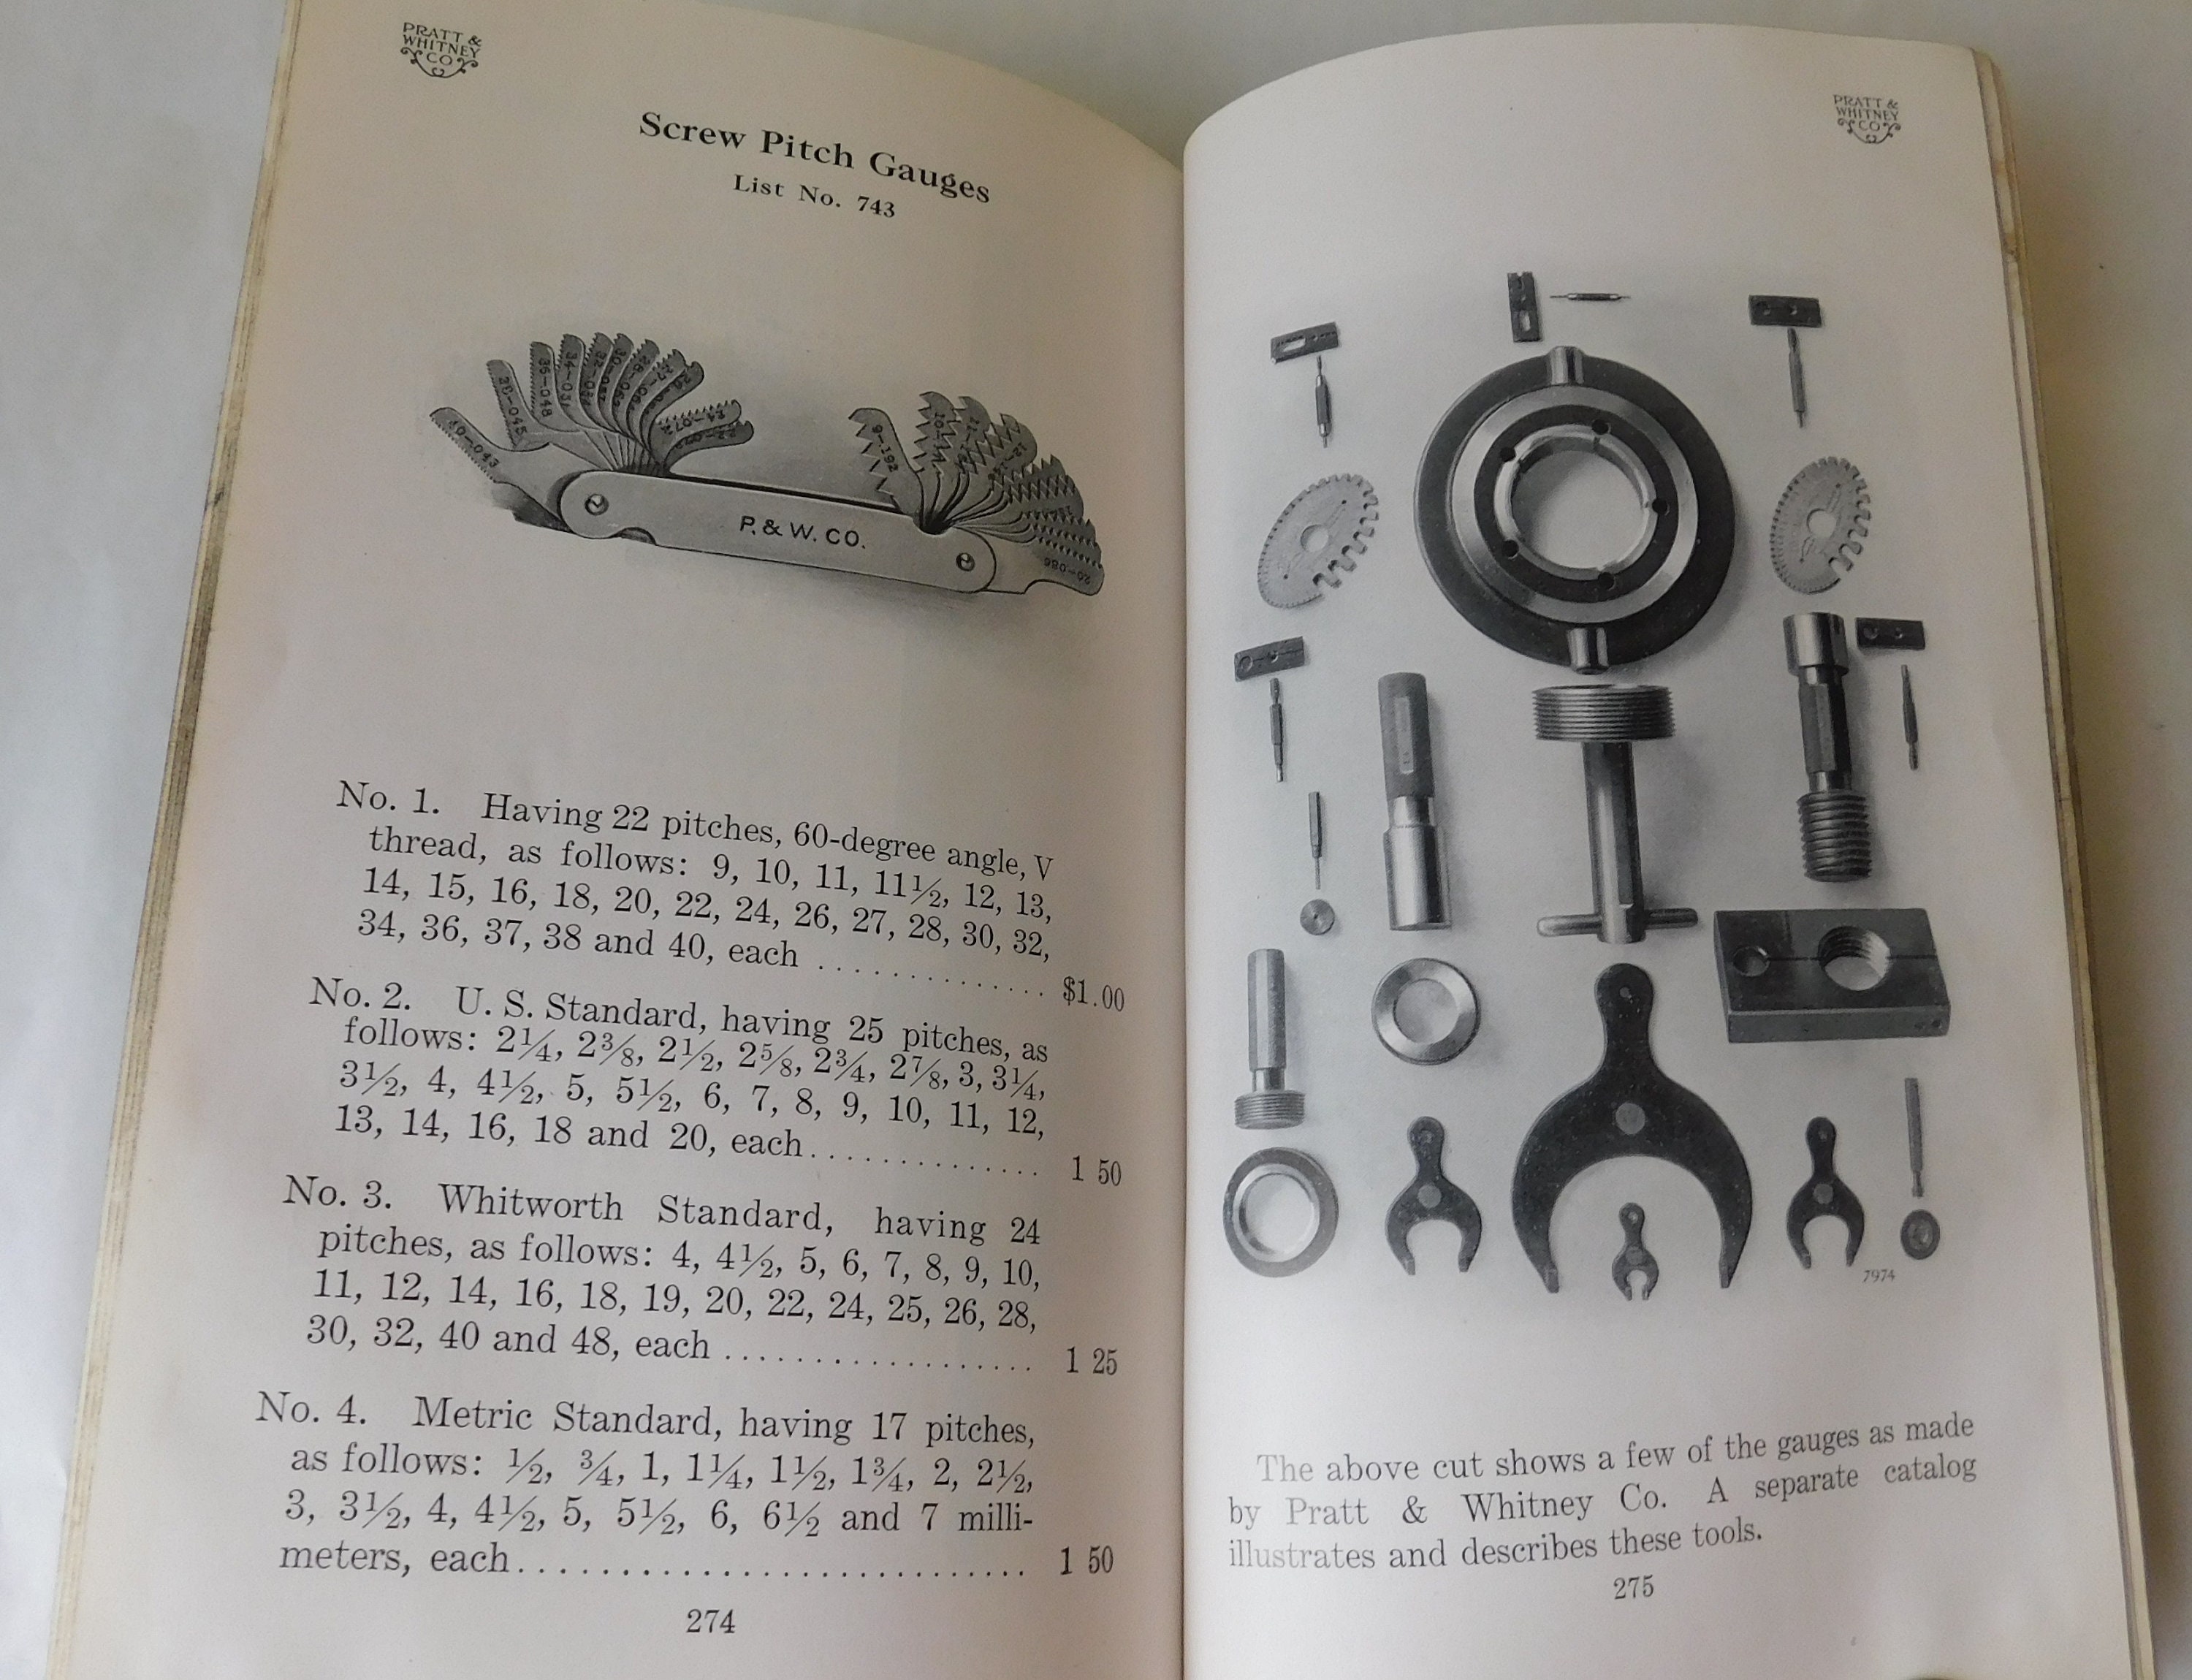 PRATT &
WHITNEY
CO
Screw Pitch Gauges
List No. 743
40-043
36-048
34-051
9-192
20-086
P. & W. CO.
No. 1. Having 22 pitches, 60-degree angle, V
thread, as follows: 9, 10, 11, 11½, 12, 13,
14, 15, 16, 18, 20, 22, 24, 26, 27, 28, 30, 32,
34, 36, 37, 38 and 40, each .............. $1.00
No. 2. U. S. Standard, having 25 pitches, as
follows: 2¼, 2⅜, 2½, 2⅝, 2¾, 2⅞, 3, 3¼,
3½, 4, 4½, 5, 5½, 6, 7, 8, 9, 10, 11, 12,
13, 14, 16, 18 and 20, each.............. 1 50
No. 3. Whitworth Standard, having 24
pitches, as follows: 4, 4½, 5, 6, 7, 8, 9, 10,
11, 12, 14, 16, 18, 19, 20, 22, 24, 25, 26, 28,
30, 32, 40 and 48, each ................... 1 25
No. 4. Metric Standard, having 17 pitches,
as follows: ½, ¾, 1, 1¼, 1½, 1¾, 2, 2½,
3, 3½, 4, 4½, 5, 5½, 6, 6½ and 7 milli-
meters, each............................ 1 50
274
PRATT &
WHITNEY
CO
7974
The above cut shows a few of the gauges as made
by Pratt & Whitney Co. A separate catalog
illustrates and describes these tools.
275